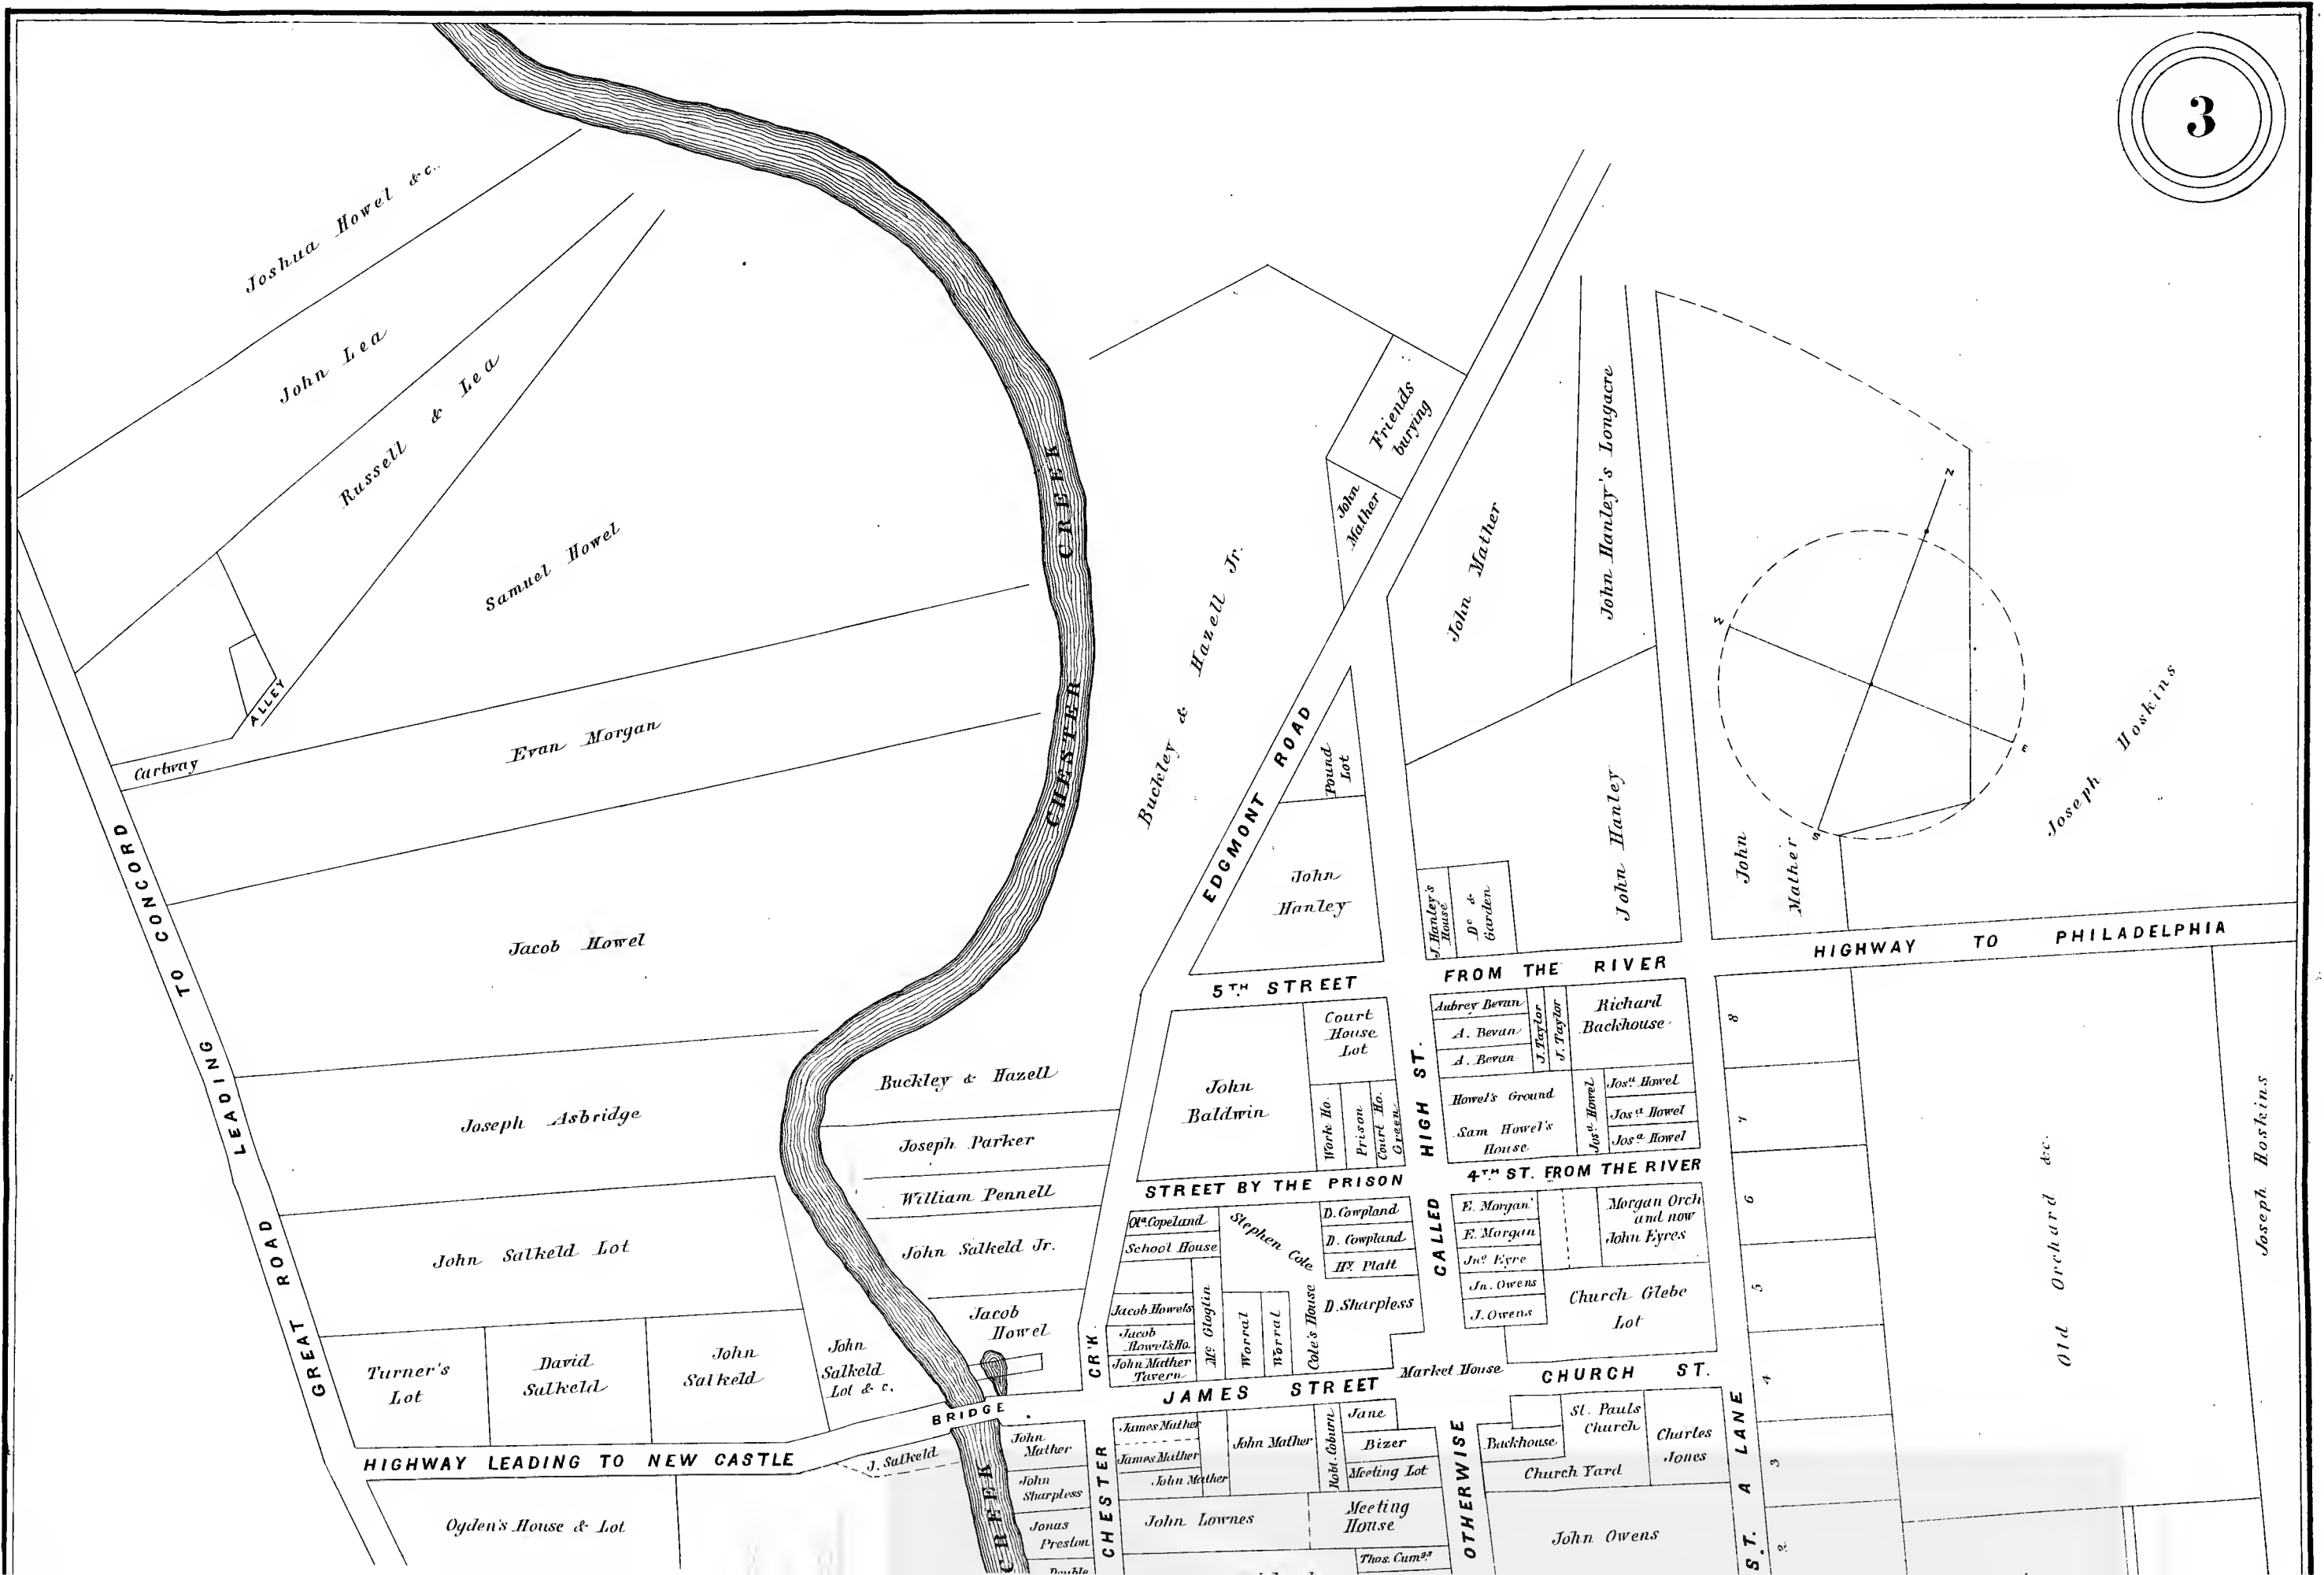 3
Joshua Howel &c.
John Lea
Russell & Lea
Samuel Howel
ALLEY
Cartway
Evan Morgan
Jacob Howel
Joseph Asbridge
John Salkeld Lot
Turner's
Lot
David
Salkeld
John
Salkeld
John
Salkeld
Lot & c.
GREAT ROAD LEADING TO CONCORD
HIGHWAY LEADING TO NEW CASTLE
BRIDGE
J. Salkeld
Ogden's House & Lot
CHESTER CREEK
CREEK
Buckley & Hazell Jr.
Friends
burying
John
Mather
EDGMONT ROAD
Pound
Lot
John
Hanley
John Mather
John Hanley's Longacre
John Hanley
J. Hanley's
House
Do &
Garden
N
W
E
S
John
Mather
Joseph Hoskins
HIGHWAY TO PHILADELPHIA
5TH STREET FROM THE RIVER
Buckley & Hazell
Joseph Parker
William Pennell
John Salkeld Jr.
Jacob
Howel
John
Baldwin
Court
House
Lot
Work Ho.
Prison
Court Ho.
Green
HIGH ST.
CALLED
OTHERWISE
Aubrey Bevan
A. Bevan
A. Bevan
J. Taylor
J. Taylor
Richard
Backhouse
Howel's Ground
Sam Howel's
House
Josa Howel
Josa Howel
Josa Howel
Josa Howel
STREET BY THE PRISON
4TH ST. FROM THE RIVER
Ola. Copeland
School House
Stephen Cole
D. Cowpland
D. Cowpland
Hy. Platt
D. Sharpless
Jacob Howels
Jacob
Howel's Ho.
John Mather
Tavern
Mc Gloglin
Worral
Worral
Cole's House
E. Morgan
E. Morgan
Jno. Eyre
Jn. Owens
J. Owens
Morgan Orch
and now
John Eyres
Church Glebe
Lot
Market House
JAMES STREET
CHURCH ST.
CHESTER CR'K.
John
Mather
John
Sharpless
Jonas
Preston
Double
James Mather
James Mather
John Mather
John Mather
Robt. Coburn
Jane
Bizer
Meeting Lot
John Lownes
Meeting
House
Thos. Cumgs
Backhouse
St. Pauls
Church
Charles
Jones
Church Yard
John Owens
ST. A LANE
8
7
6
5
4
3
2
Old Orchard &c.
Joseph Hoskins